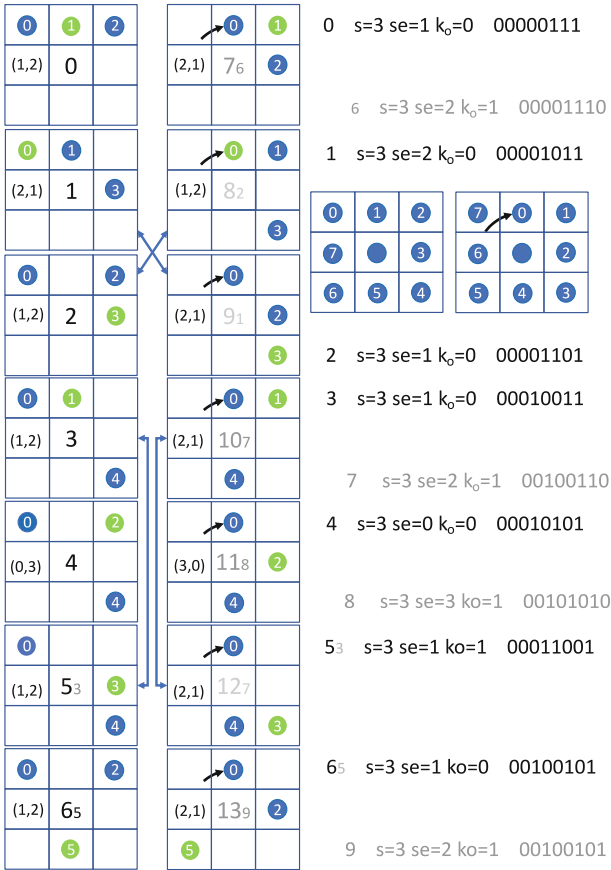 0 1 2 0 1 0 s=3 se=1 kₒ=0 00000111
(1,2) 0 (2,1) 7₆ 2
6 s=3 se=2 kₒ=1 00001110
0 1 0 1 1 s=3 se=2 kₒ=0 00001011
(2,1) 1 3 (1,2) 8₂
3
0 1 2 7 0 1
7 3 6 2
6 5 4 5 4 3
0 2 0
(1,2) 2 3 (2,1) 9₁ 2
3
2 s=3 se=1 kₒ=0 00001101
0 1 0 1 3 s=3 se=1 kₒ=0 00010011
(1,2) 3 (2,1) 10₇
4 4
7 s=3 se=2 kₒ=1 00100110
0 2 0 4 s=3 se=0 kₒ=0 00010101
(0,3) 4 (3,0) 11₈ 2
4 4
8 s=3 se=3 ko=1 00101010
0 0 5₃ s=3 se=1 ko=1 00011001
(1,2) 5₃ 3 (2,1) 12₇
4 4 3
0 2 0 6₅ s=3 se=1 ko=0 00100101
(1,2) 6₅ (2,1) 13₉ 2
5 5
9 s=3 se=2 ko=1 00100101